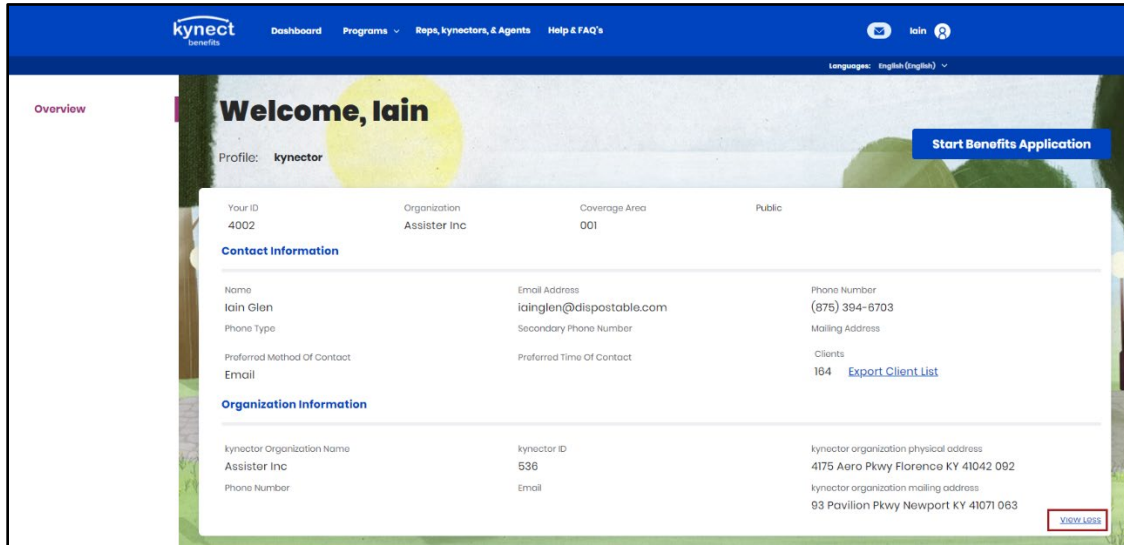 kynect
benefits
Dashboard Programs Reps, kynectors, & Agents Help & FAQ's Iain
Languages: English (English)
Overview
Welcome, Iain
Profile: kynector
Start Benefits Application
Your ID Organization Coverage Area Public
4002 Assister Inc 001
Contact Information
Name Email Address Phone Number
Iain Glen iainglen@dispostable.com (875) 394-6703
Phone Type Secondary Phone Number Mailing Address
Preferred Method Of Contact Preferred Time Of Contact Clients
Email 164 Export Client List
Organization Information
kynector Organization Name kynector ID kynector organization physical address
Assister Inc 536 4175 Aero Pkwy Florence KY 41042 092
Phone Number Email kynector organization mailing address
93 Pavilion Pkwy Newport KY 41071 063
View Less